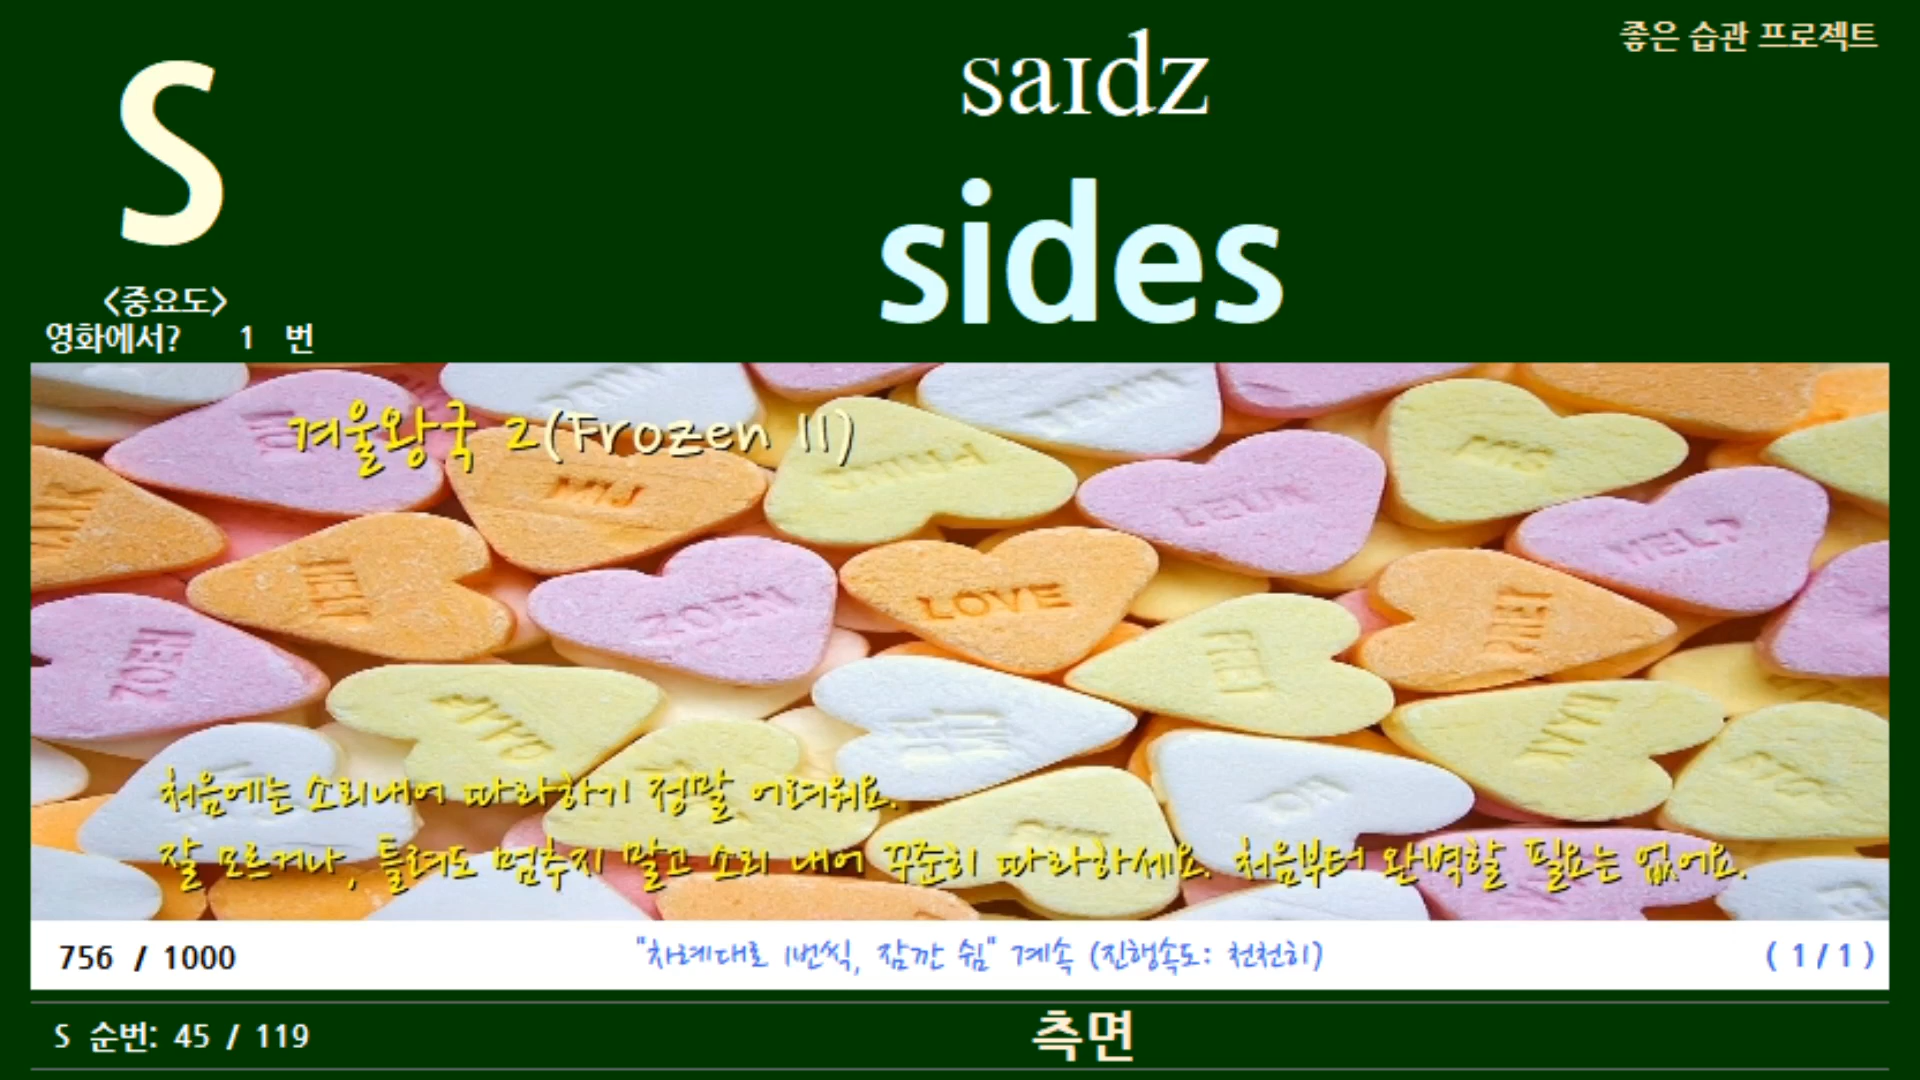 좋은 습관 프로젝트
S
saɪdz
sides
<중요도>
영화에서? 1 번
겨울왕국 2(Frozen II)
LOVE
ZOEN
HELP
처음에는 소리내어 따라하기 정말 어려워요.
잘 모르거나, 틀려도 멈추지 말고 소리 내어 꾸준히 따라하세요. 처음부터 완벽할 필요는 없어요.
756 / 1000
"차례대로 1번씩, 잠깐 쉼" 계속 (진행속도: 천천히)
( 1 / 1 )
S 순번: 45 / 119
측면